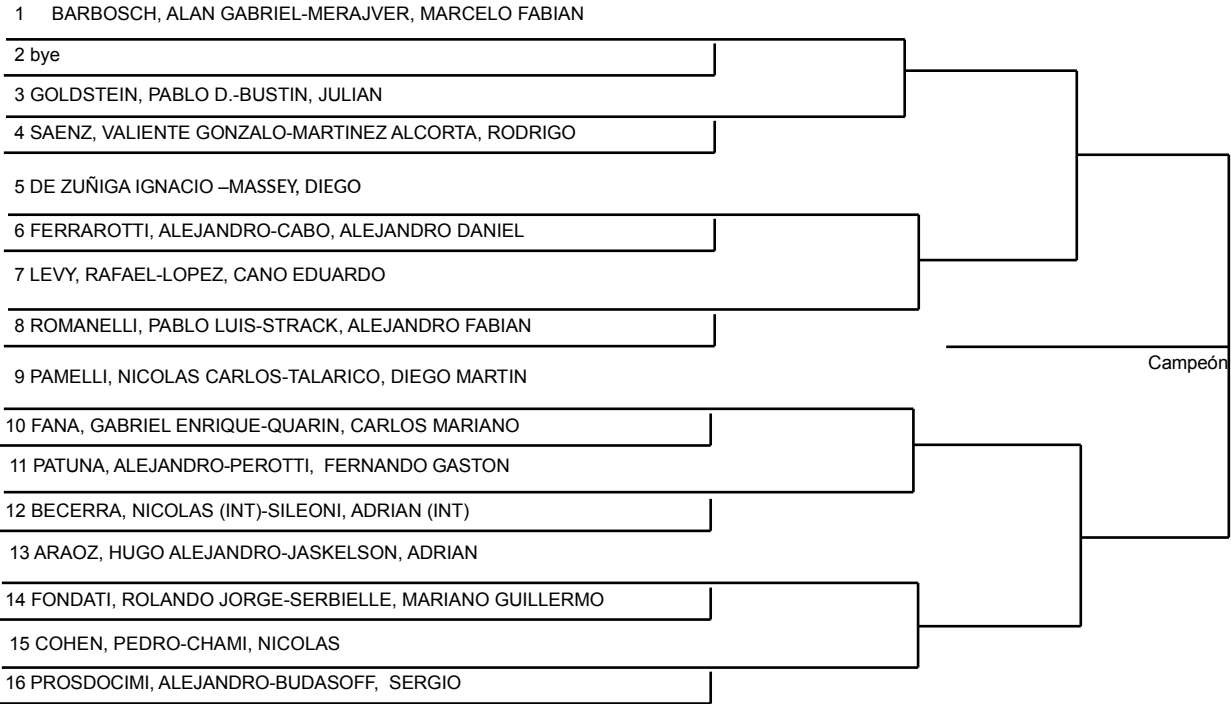 1 BARBOSCH, ALAN GABRIEL-MERAJVER, MARCELO FABIAN
2 bye
3 GOLDSTEIN, PABLO D.-BUSTIN, JULIAN
4 SAENZ, VALIENTE GONZALO-MARTINEZ ALCORTA, RODRIGO
5 DE ZUÑIGA IGNACIO –MASSEY, DIEGO
6 FERRAROTTI, ALEJANDRO-CABO, ALEJANDRO DANIEL
7 LEVY, RAFAEL-LOPEZ, CANO EDUARDO
8 ROMANELLI, PABLO LUIS-STRACK, ALEJANDRO FABIAN
Campeón
9 PAMELLI, NICOLAS CARLOS-TALARICO, DIEGO MARTIN
10 FANA, GABRIEL ENRIQUE-QUARIN, CARLOS MARIANO
11 PATUNA, ALEJANDRO-PEROTTI, FERNANDO GASTON
12 BECERRA, NICOLAS (INT)-SILEONI, ADRIAN (INT)
13 ARAOZ, HUGO ALEJANDRO-JASKELSON, ADRIAN
14 FONDATI, ROLANDO JORGE-SERBIELLE, MARIANO GUILLERMO
15 COHEN, PEDRO-CHAMI, NICOLAS
16 PROSDOCIMI, ALEJANDRO-BUDASOFF, SERGIO